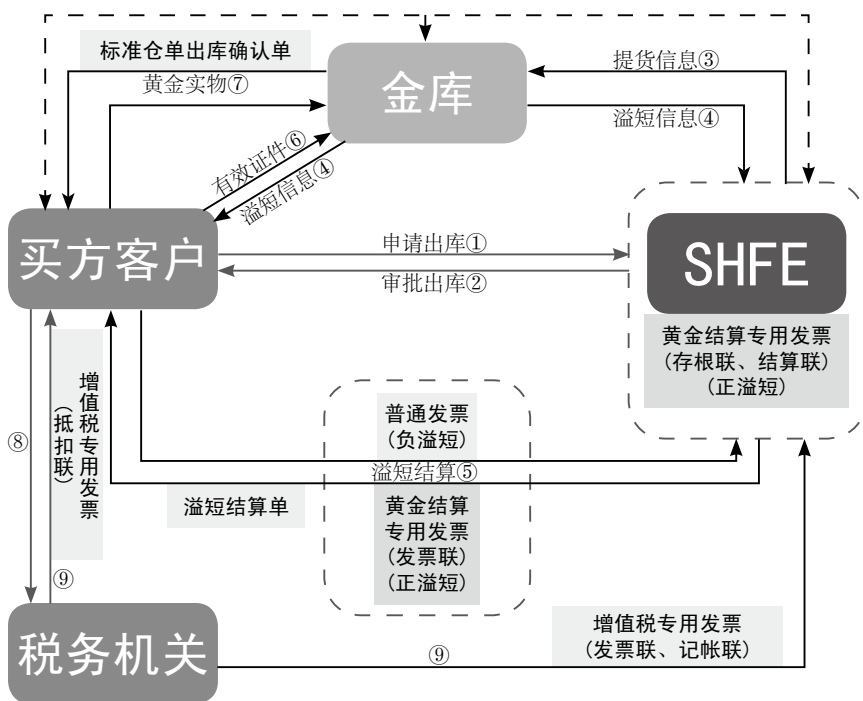 标准仓单出库确认单
黄金实物⑦
金库
提货信息③
溢短信息④
有效证件⑥
溢短信息④
买方客户
申请出库①
审批出库②
SHFE
黄金结算专用发票
(存根联、结算联)
(正溢短)
增值税专用发票
(抵扣联)
⑧
普通发票
(负溢短)
溢短结算⑤
溢短结算单
黄金结算
专用发票
(发票联)
(正溢短)
⑨
税务机关
⑨
增值税专用发票
(发票联、记帐联)